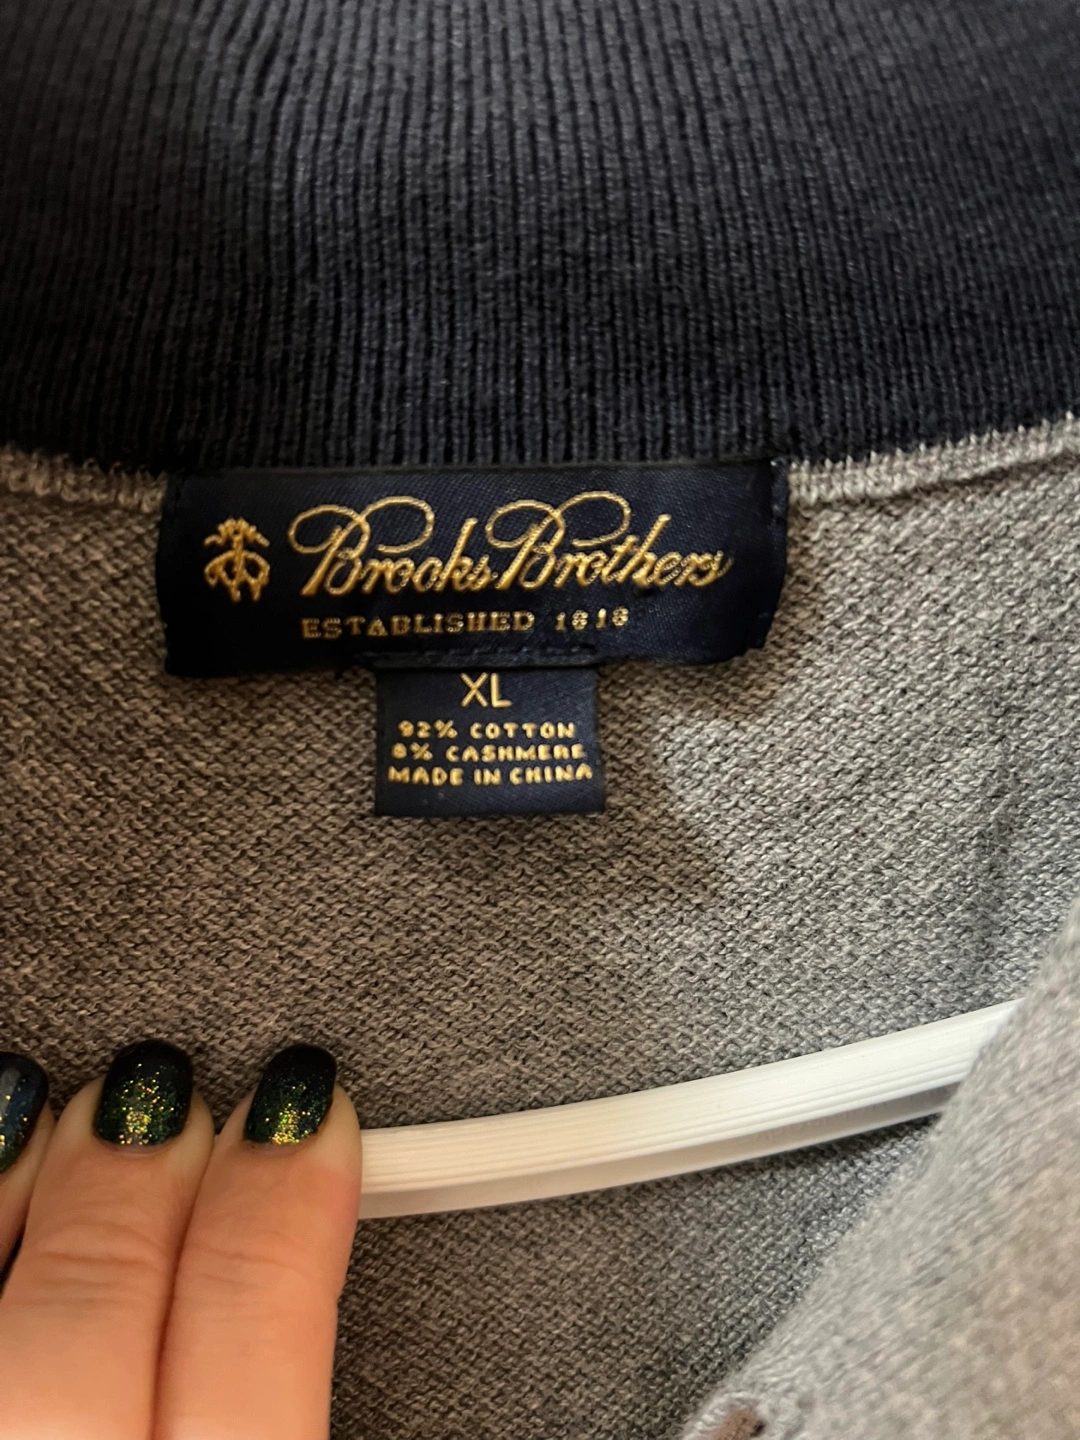 Brooks Brothers
ESTABLISHED 1818
XL
92% COTTON
8% CASHMERE
MADE IN CHINA